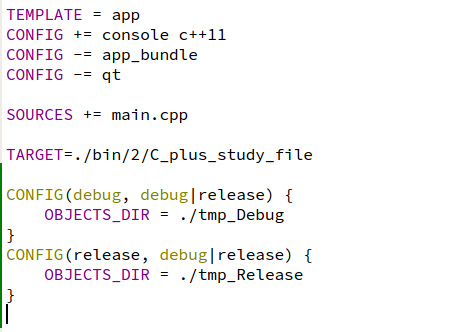 TEMPLATE = app
CONFIG += console c++11
CONFIG -= app_bundle
CONFIG -= qt
SOURCES += main.cpp
TARGET=./bin/2/C_plus_study_file
CONFIG(debug, debug|release) {
    OBJECTS_DIR = ./tmp_Debug
}
CONFIG(release, debug|release) {
    OBJECTS_DIR = ./tmp_Release
}